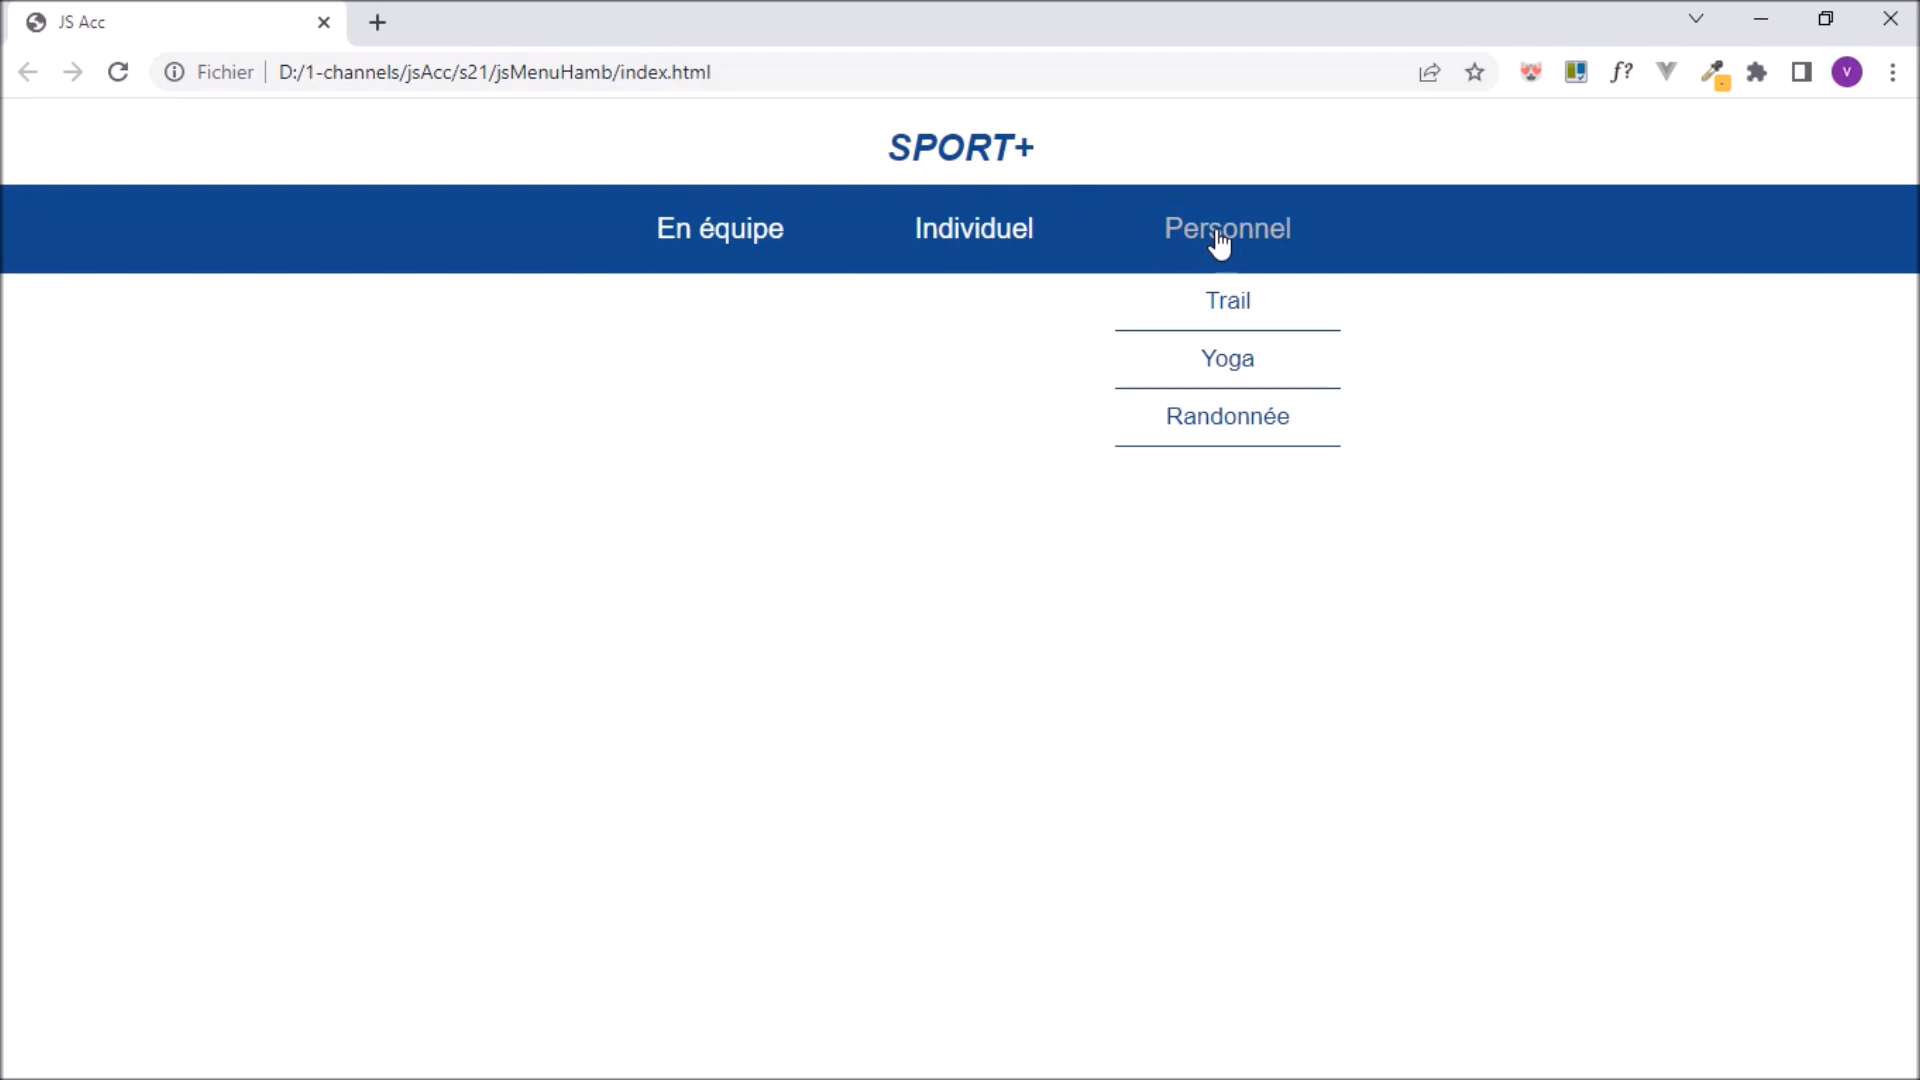 JS Acc
Fichier D:/1-channels/jsAcc/s21/jsMenuHamb/index.html
f?
V
SPORT+
En équipe Individuel Personnel
Trail
Yoga
Randonnée